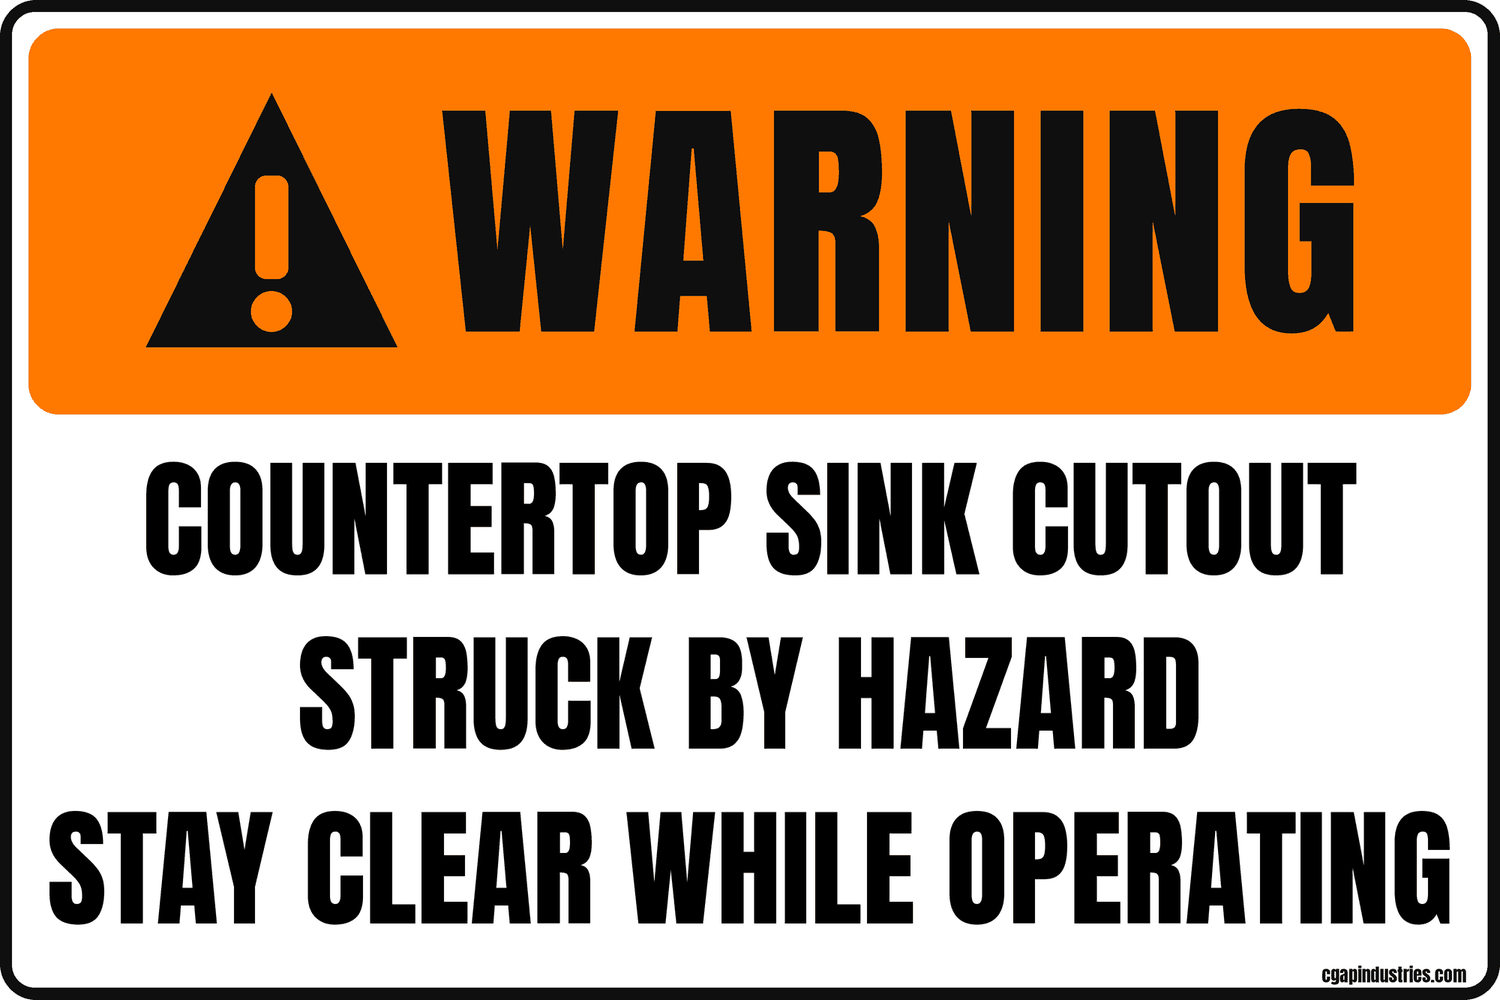 WARNING
COUNTERTOP SINK CUTOUT
STRUCK BY HAZARD
STAY CLEAR WHILE OPERATING
cgapindustries.com